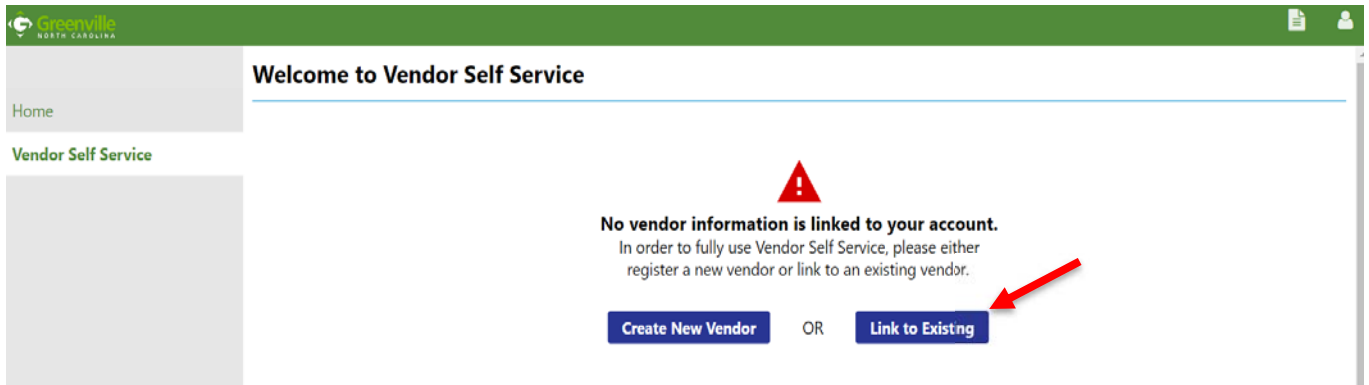 Greenville
NORTH CAROLINA
Welcome to Vendor Self Service
Home
Vendor Self Service
No vendor information is linked to your account.
In order to fully use Vendor Self Service, please either
register a new vendor or link to an existing vendor.
Create New Vendor OR Link to Existing